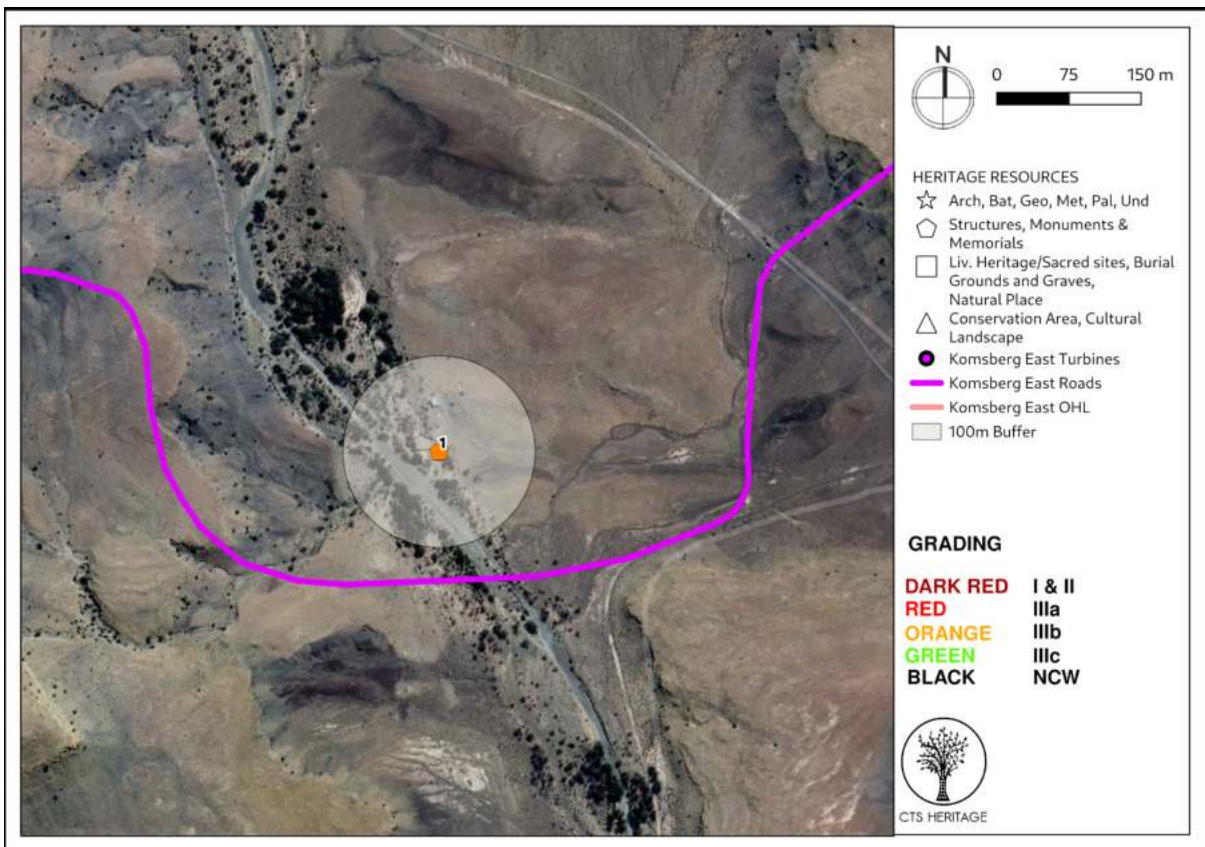 N
0 75 150 m
HERITAGE RESOURCES
Arch, Bat, Geo, Met, Pal, Und
Structures, Monuments &
Memorials
Liv. Heritage/Sacred sites, Burial
Grounds and Graves,
Natural Place
Conservation Area, Cultural
Landscape
Komsberg East Turbines
Komsberg East Roads
Komsberg East OHL
100m Buffer
1
GRADING
DARK RED I & II
RED IIIa
ORANGE IIIb
GREEN IIIc
BLACK NCW
CTS HERITAGE